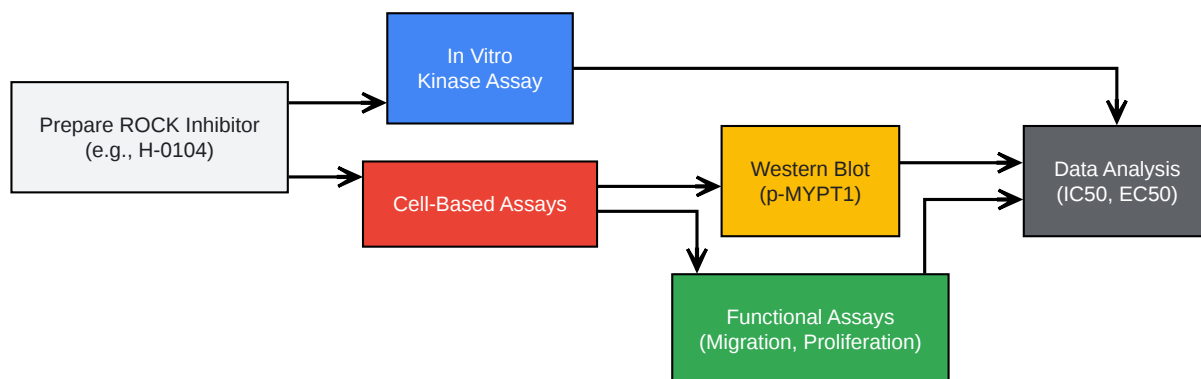 In Vitro
Kinase Assay
Prepare ROCK Inhibitor
(e.g., H-0104)
Cell-Based Assays
Western Blot
(p-MYPT1)
Data Analysis
(IC50, EC50)
Functional Assays
(Migration, Proliferation)